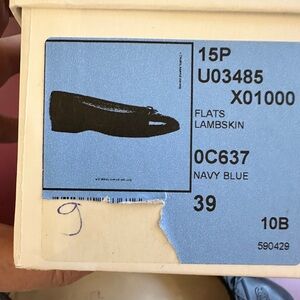 15P
U03485
X01000
FLATS
LAMBSKIN
0C637
NAVY BLUE
39
10B
590429
9